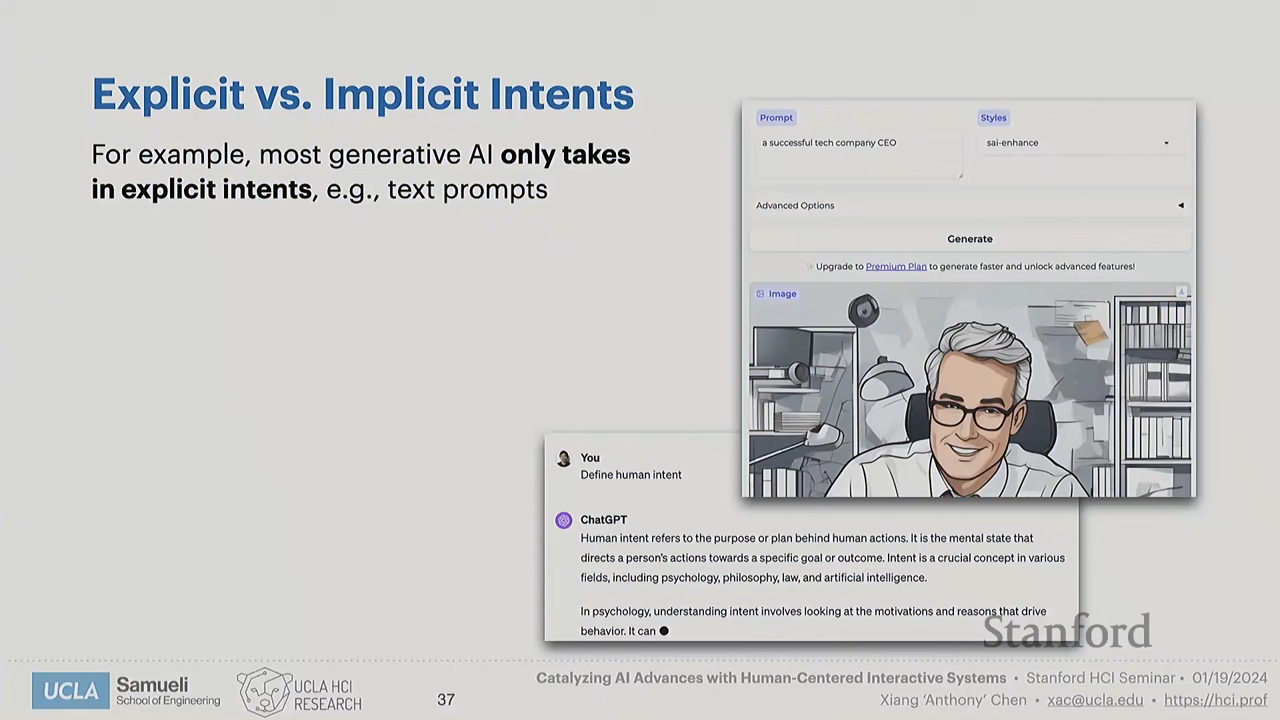 Explicit vs. Implicit Intents
For example, most generative AI only takes
in explicit intents, e.g., text prompts
Prompt
a successful tech company CEO
Styles
sai-enhance
Advanced Options
Generate
Upgrade to Premium Plan to generate faster and unlock advanced features!
Image
You
Define human intent
ChatGPT
Human intent refers to the purpose or plan behind human actions. It is the mental state that
directs a person's actions towards a specific goal or outcome. Intent is a crucial concept in various
fields, including psychology, philosophy, law, and artificial intelligence.
In psychology, understanding intent involves looking at the motivations and reasons that drive
behavior. It can
Stanford
UCLA
Samueli
School of Engineering
UCLA HCI
RESEARCH
37
Catalyzing AI Advances with Human-Centered Interactive Systems • Stanford HCI Seminar • 01/19/2024
Xiang 'Anthony' Chen • xac@ucla.edu • https://hci.prof